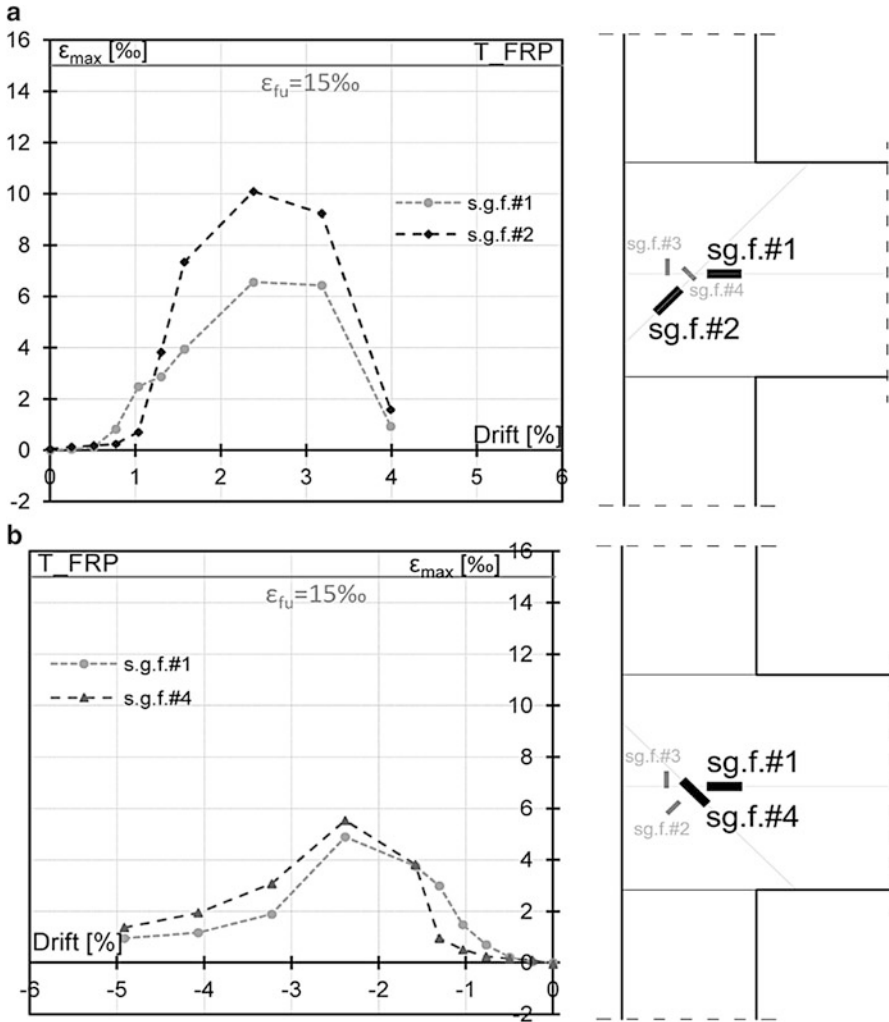 a
16
ε_max [‰]
T_FRP
ε_fu=15‰
14
12
10
s.g.f.#1
8
s.g.f.#2
6
4
2
Drift [%]
0
0 1 2 3 4 5 6
-2
sg.f.#3
sg.f.#1
sg.f.#4
sg.f.#2
b
T_FRP
ε_max [‰]
16
ε_fu=15‰
14
s.g.f.#1
12
s.g.f.#4
10
8
6
4
2
Drift [%]
0
-6 -5 -4 -3 -2 -1 0
-2
sg.f.#3
sg.f.#1
sg.f.#2
sg.f.#4